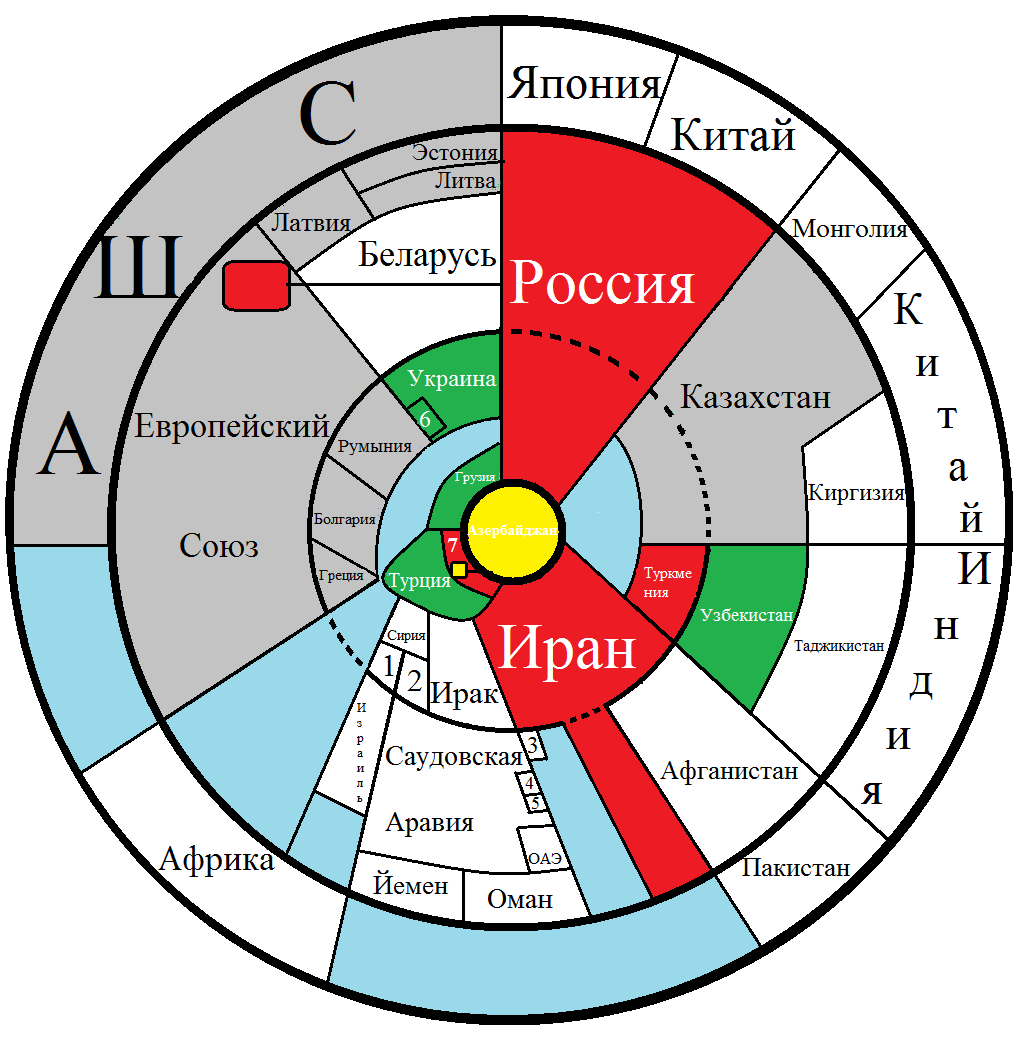 Япония
С
Китай
Эстония
Литва
Латвия
Монголия
Беларусь
Ш
Россия
К
и
т
а
й
Украина
Казахстан
6
А
Европейский
Румыния
Грузия
Киргизия
Болгария
Азербайджан
7
Союз
Греция
Турция
Туркме
ния
И
н
д
и
я
Узбекистан
Таджикистан
Сирия
Иран
1
2
Ирак
И
з
р
а
и
л
ь
Саудовская
3
4
5
Аравия
Афганистан
ОАЭ
Африка
Пакистан
Йемен
Оман